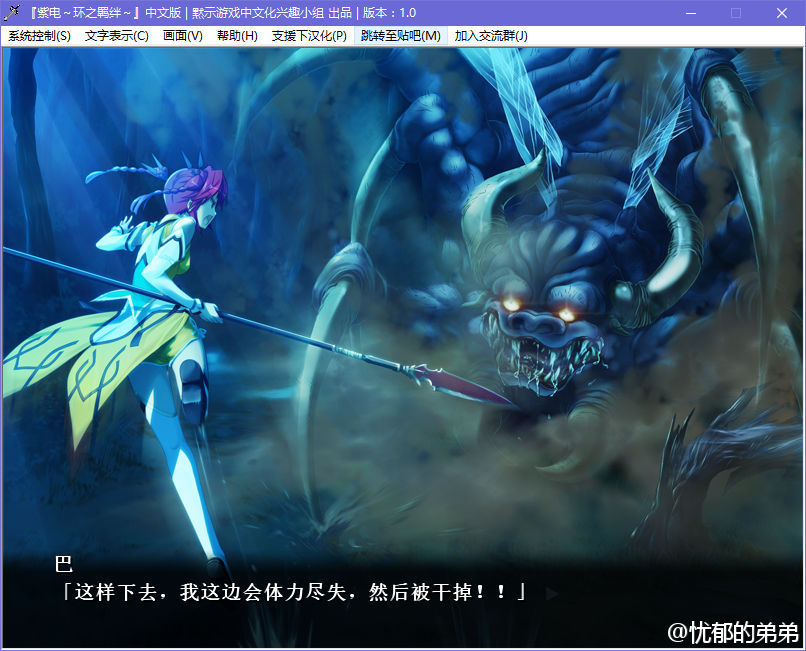 『紫电～环之羁绊～』中文版 | 默示游戏中文化兴趣小组 出品 | 版本：1.0
系统控制(S) 文字表示(C) 画面(V) 帮助(H) 支援下汉化(P) 跳转至贴吧(M) 加入交流群(J)
巴
「这样下去，我这边会体力尽失，然后被干掉！！」
@忧郁的弟弟